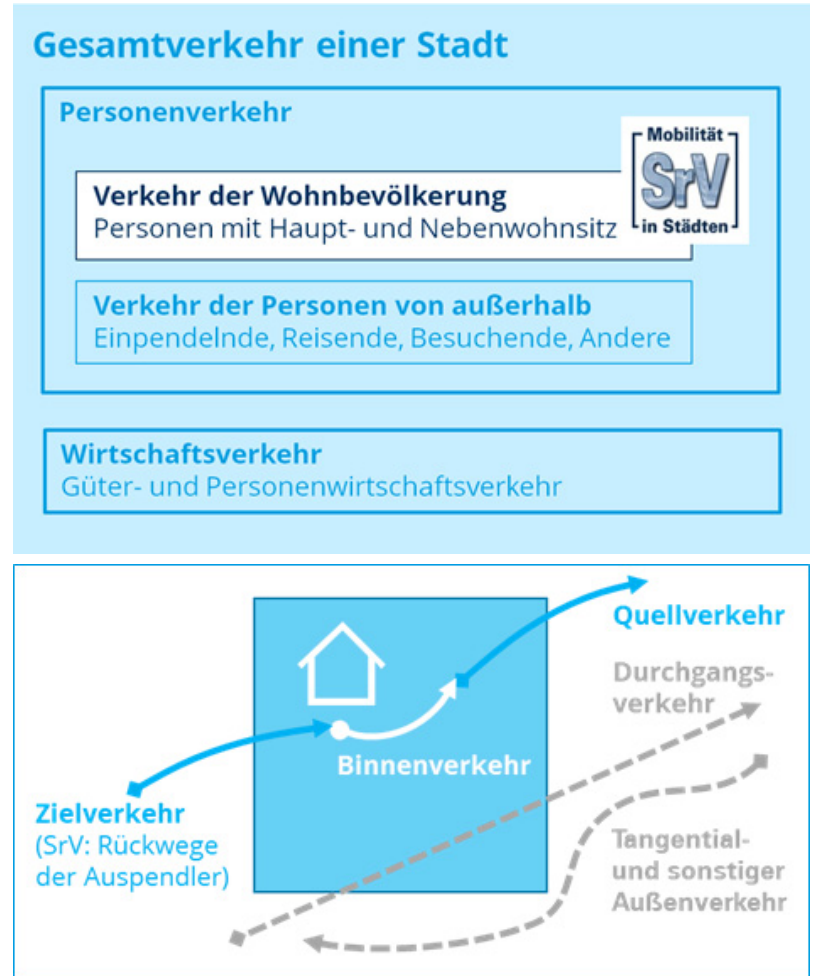 Gesamtverkehr einer Stadt
Personenverkehr
Mobilität
SrV
in Städten
Verkehr der Wohnbevölkerung
Personen mit Haupt- und Nebenwohnsitz
Verkehr der Personen von außerhalb
Einpendelnde, Reisende, Besuchende, Andere
Wirtschaftsverkehr
Güter- und Personenwirtschaftsverkehr
Quellverkehr
Durchgangs-
verkehr
Binnenverkehr
Zielverkehr
(SrV: Rückwege
der Auspendler)
Tangential-
und sonstiger
Außenverkehr